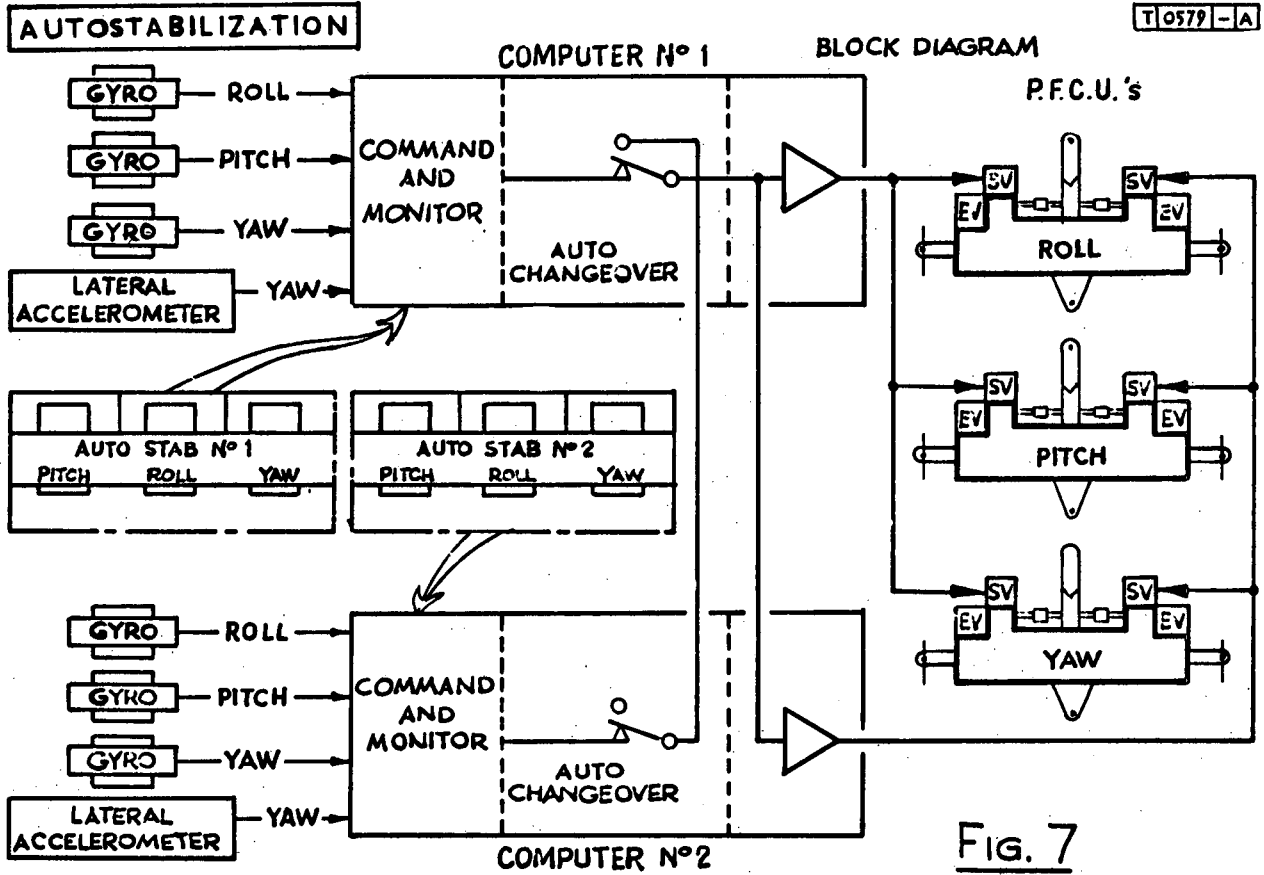 AUTOSTABILIZATION
T 0579 - A
COMPUTER Nº 1
BLOCK DIAGRAM
P.F.C.U.'s
GYRO ROLL
GYRO PITCH
GYRO YAW
LATERAL
ACCELEROMETER
YAW
COMMAND
AND
MONITOR
AUTO
CHANGEOVER
SV SV
EV EV
ROLL
SV SV
EV EV
PITCH
SV SV
EV EV
YAW
AUTO STAB Nº 1
PITCH ROLL YAW
AUTO STAB Nº 2
PITCH ROLL YAW
GYRO ROLL
GYRO PITCH
GYRO YAW
LATERAL
ACCELEROMETER
YAW
COMMAND
AND
MONITOR
AUTO
CHANGEOVER
COMPUTER Nº 2
FIG. 7